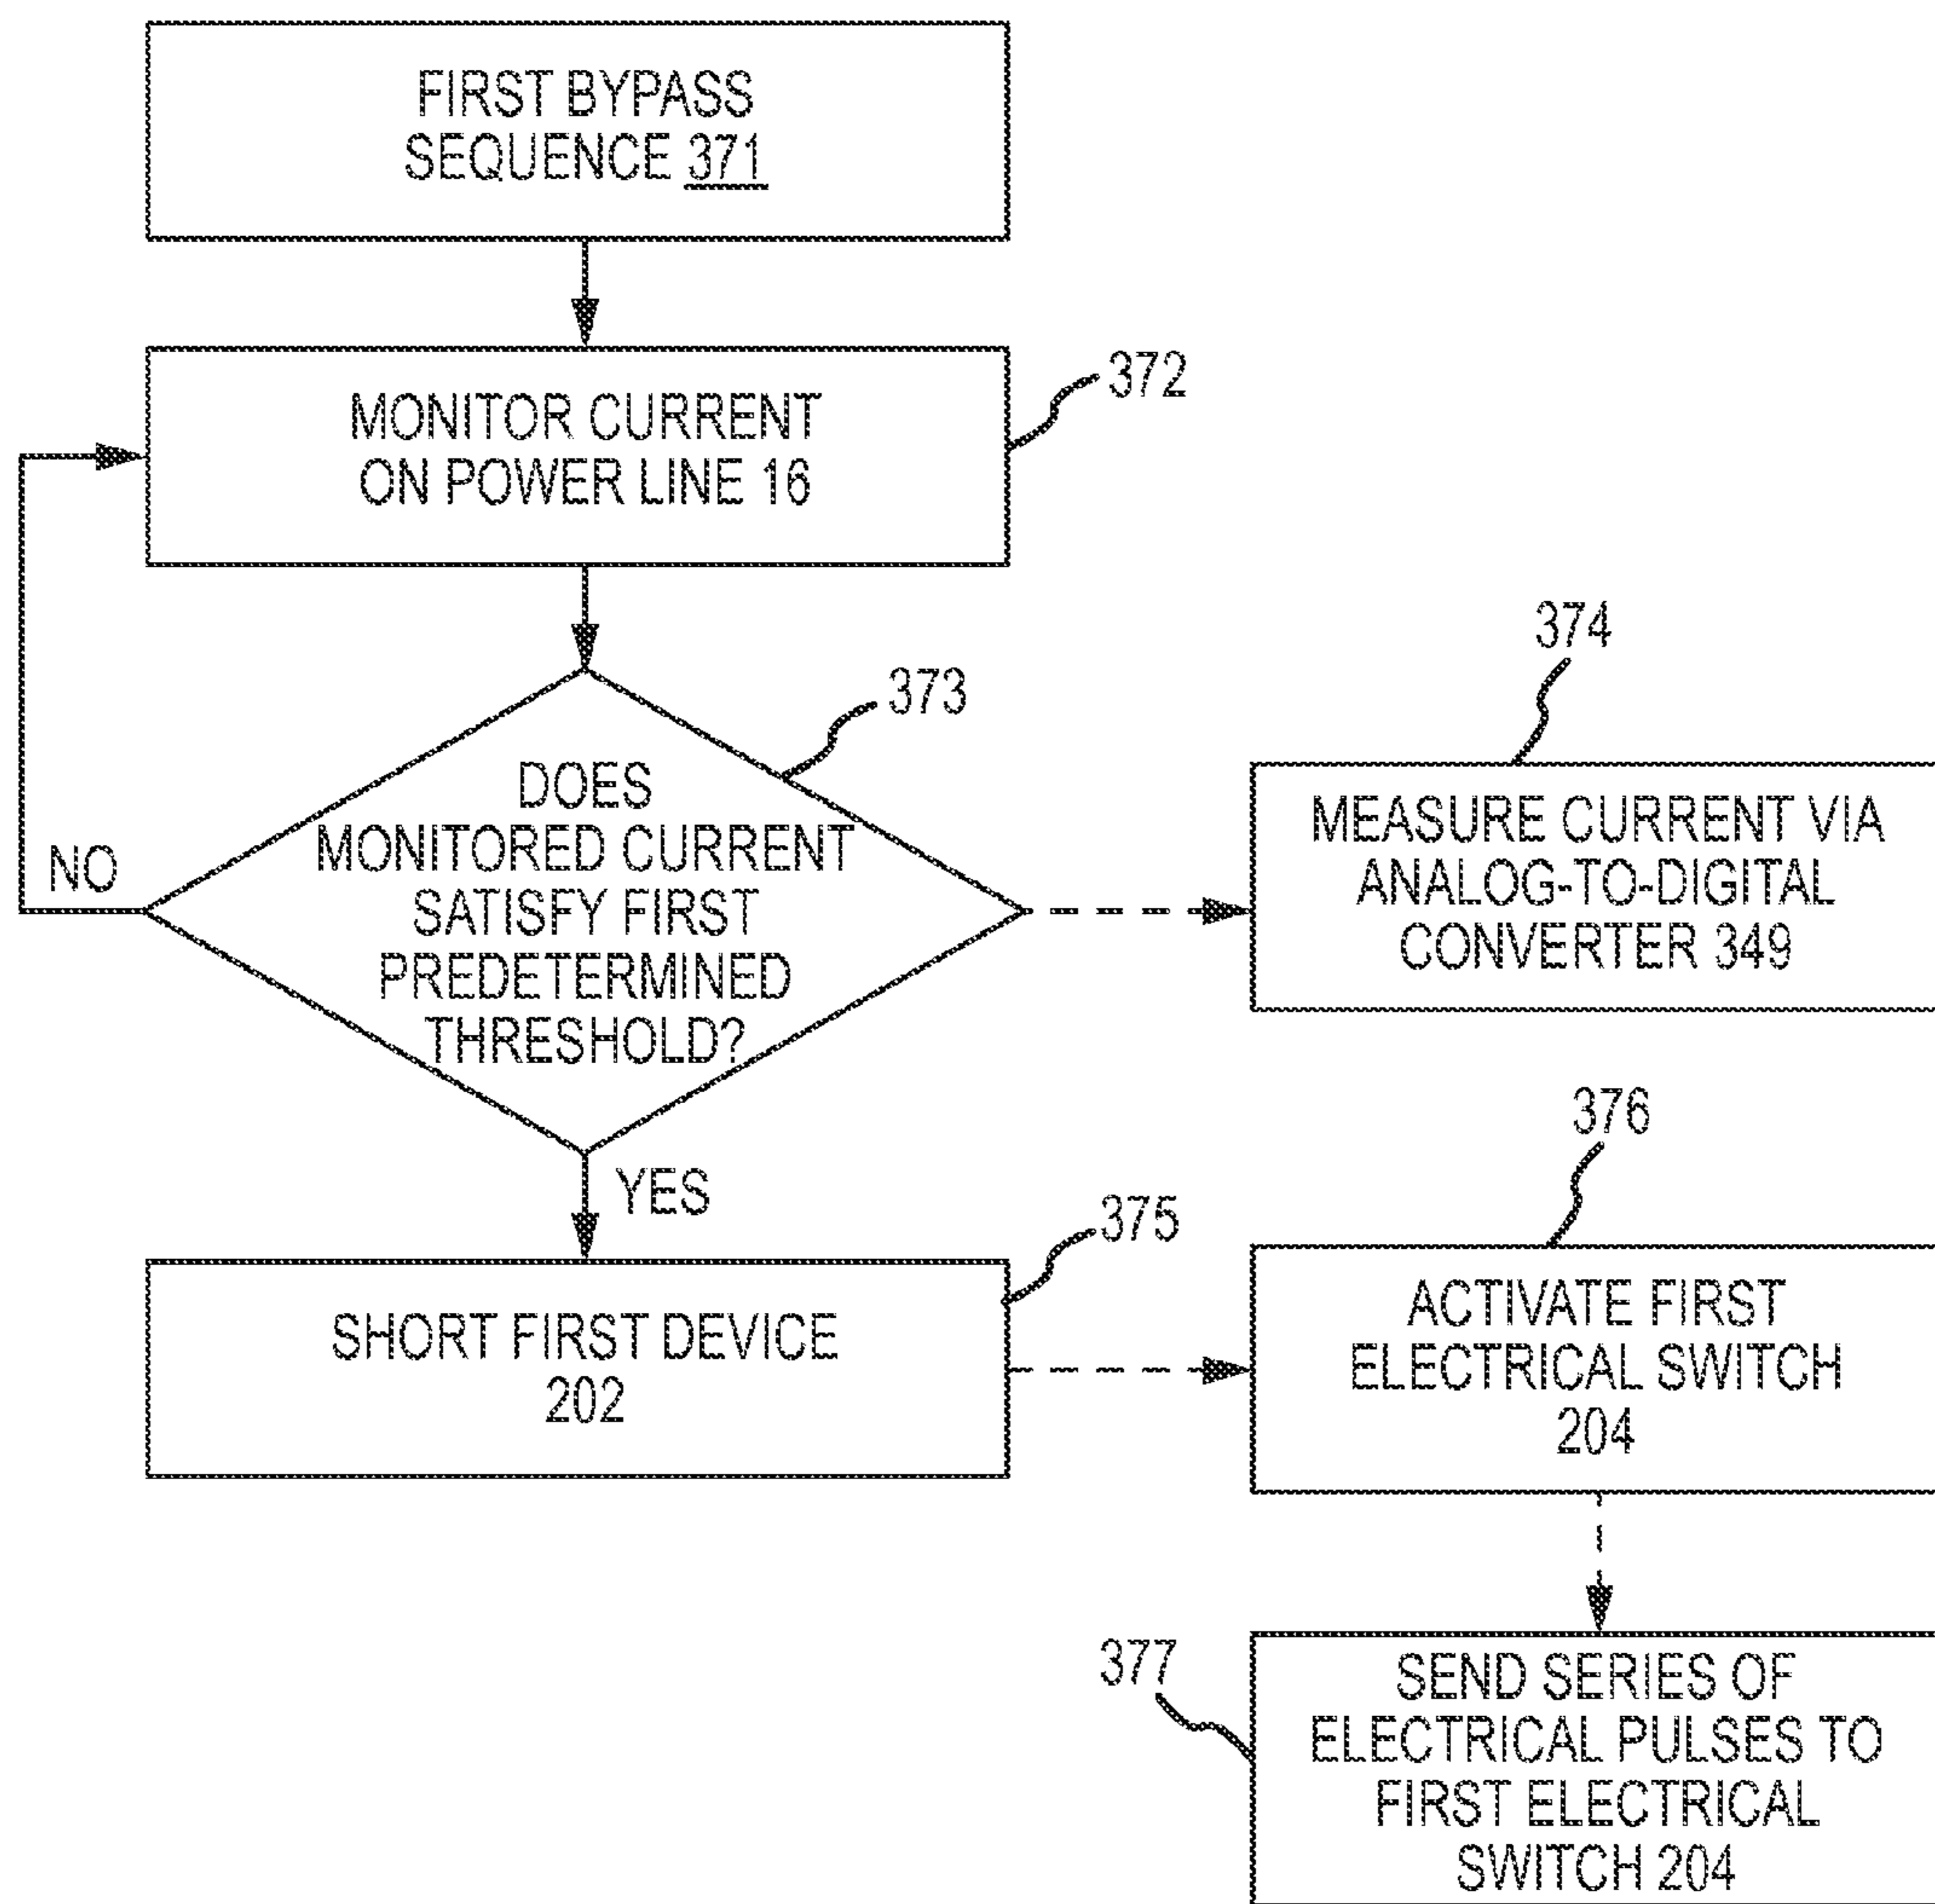 FIRST BYPASS
SEQUENCE 371
MONITOR CURRENT
ON POWER LINE 16
372
DOES
MONITORED CURRENT
SATISFY FIRST
PREDETERMINED
THRESHOLD?
373
NO
YES
374
MEASURE CURRENT VIA
ANALOG-TO-DIGITAL
CONVERTER 349
SHORT FIRST DEVICE
202
375
376
ACTIVATE FIRST
ELECTRICAL SWITCH
204
377
SEND SERIES OF
ELECTRICAL PULSES TO
FIRST ELECTRICAL
SWITCH 204